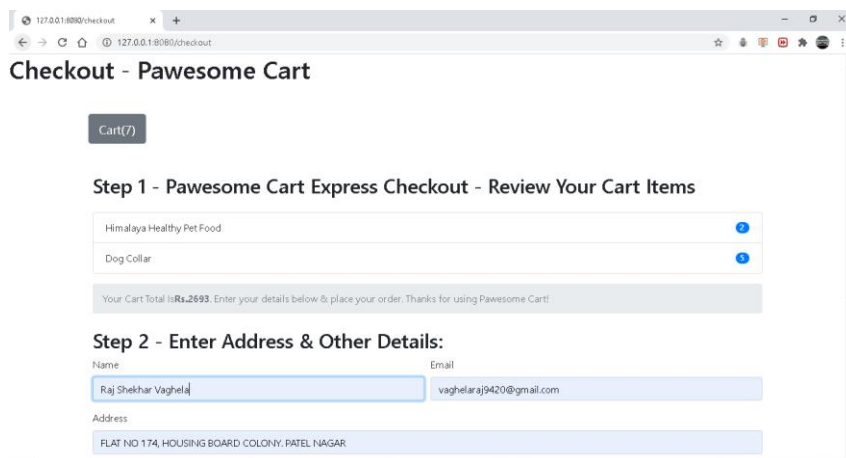 127.0.0.1:8080/checkout
127.0.0.1:8080/checkout
Checkout - Pawesome Cart
Cart(7)
Step 1 - Pawesome Cart Express Checkout - Review Your Cart Items
Himalaya Healthy Pet Food 2
Dog Collar 5
Your Cart Total isRs.2693. Enter your details below & place your order. Thanks for using Pawesome Cart!
Step 2 - Enter Address & Other Details:
Name Email
Raj Shekhar Vaghela vaghelaraj9420@gmail.com
Address
FLAT NO 174, HOUSING BOARD COLONY. PATEL NAGAR